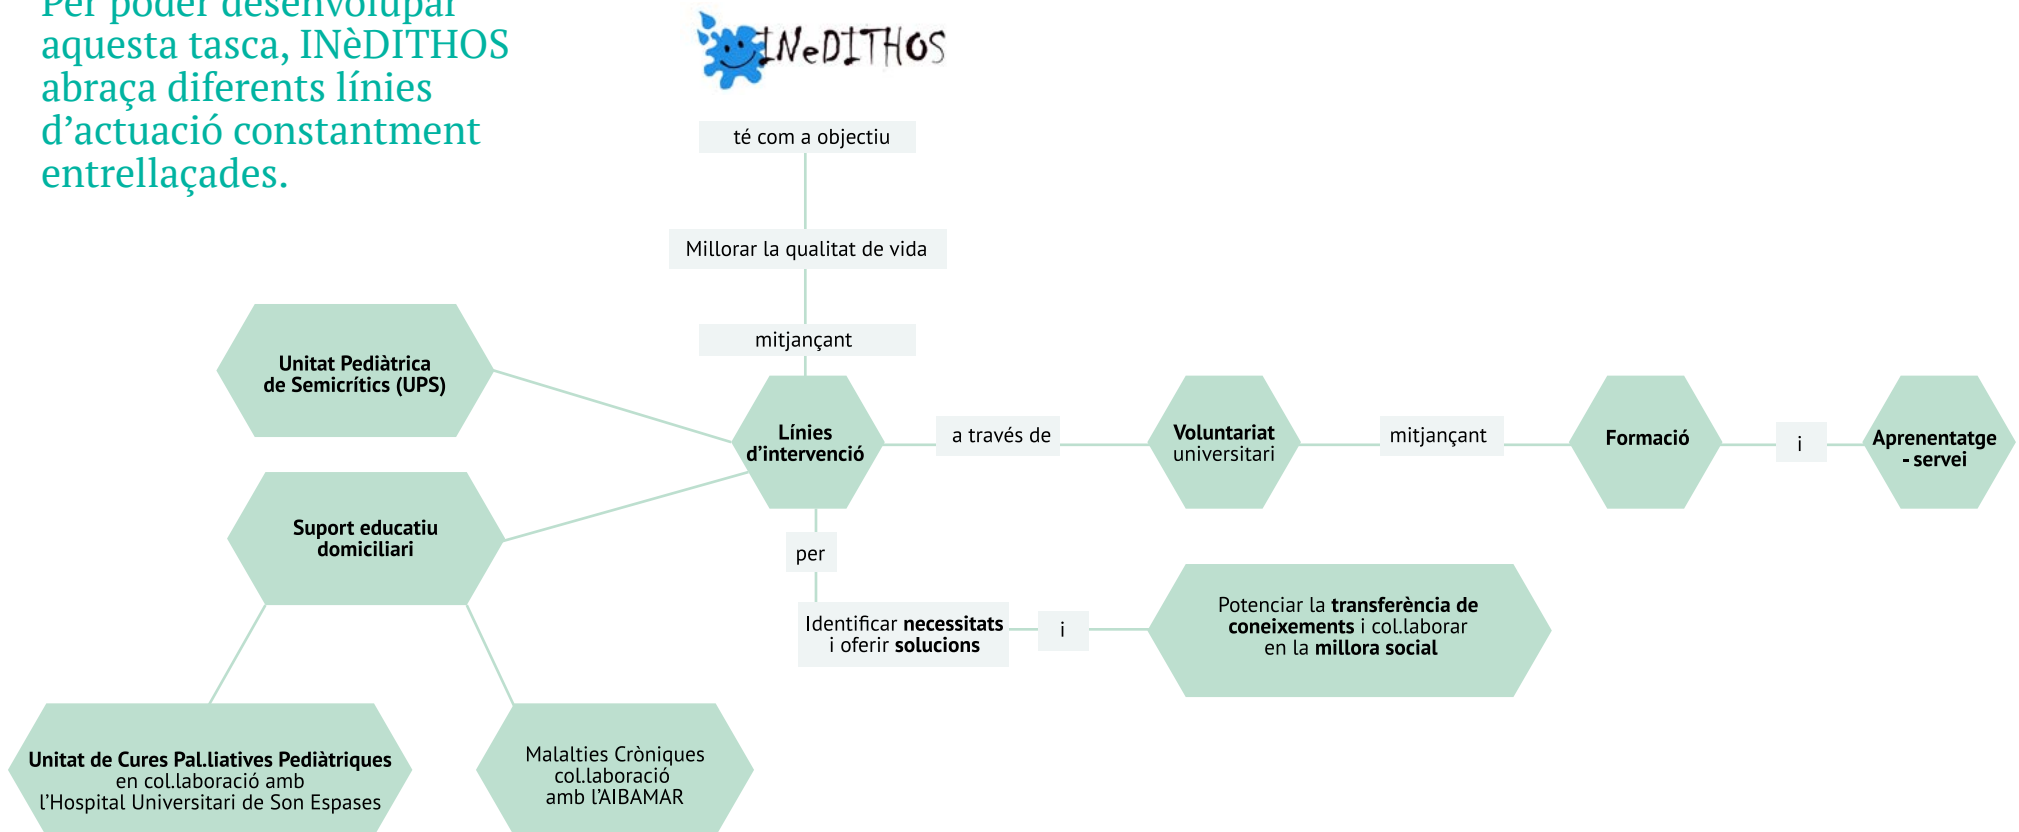 Per poder desenvolupar
aquesta tasca, INèDITHOS
abraça diferents línies
d’actuació constantment
entrellaçades.
INeDITHOS
té com a objectiu
Millorar la qualitat de vida
mitjançant
Unitat Pediàtrica
de Semicrítics (UPS)
Línies
d’intervenció
a través de
Voluntariat
universitari
mitjançant
Formació
i
Aprenentatge
- servei
Suport educatiu
domiciliari
per
Identificar necessitats
i oferir solucions
i
Potenciar la transferència de
coneixements i col.laborar
en la millora social
Unitat de Cures Pal.liatives Pediàtriques
en col.laboració amb
l’Hospital Universitari de Son Espases
Malalties Cròniques
col.laboració
amb l’AIBAMAR